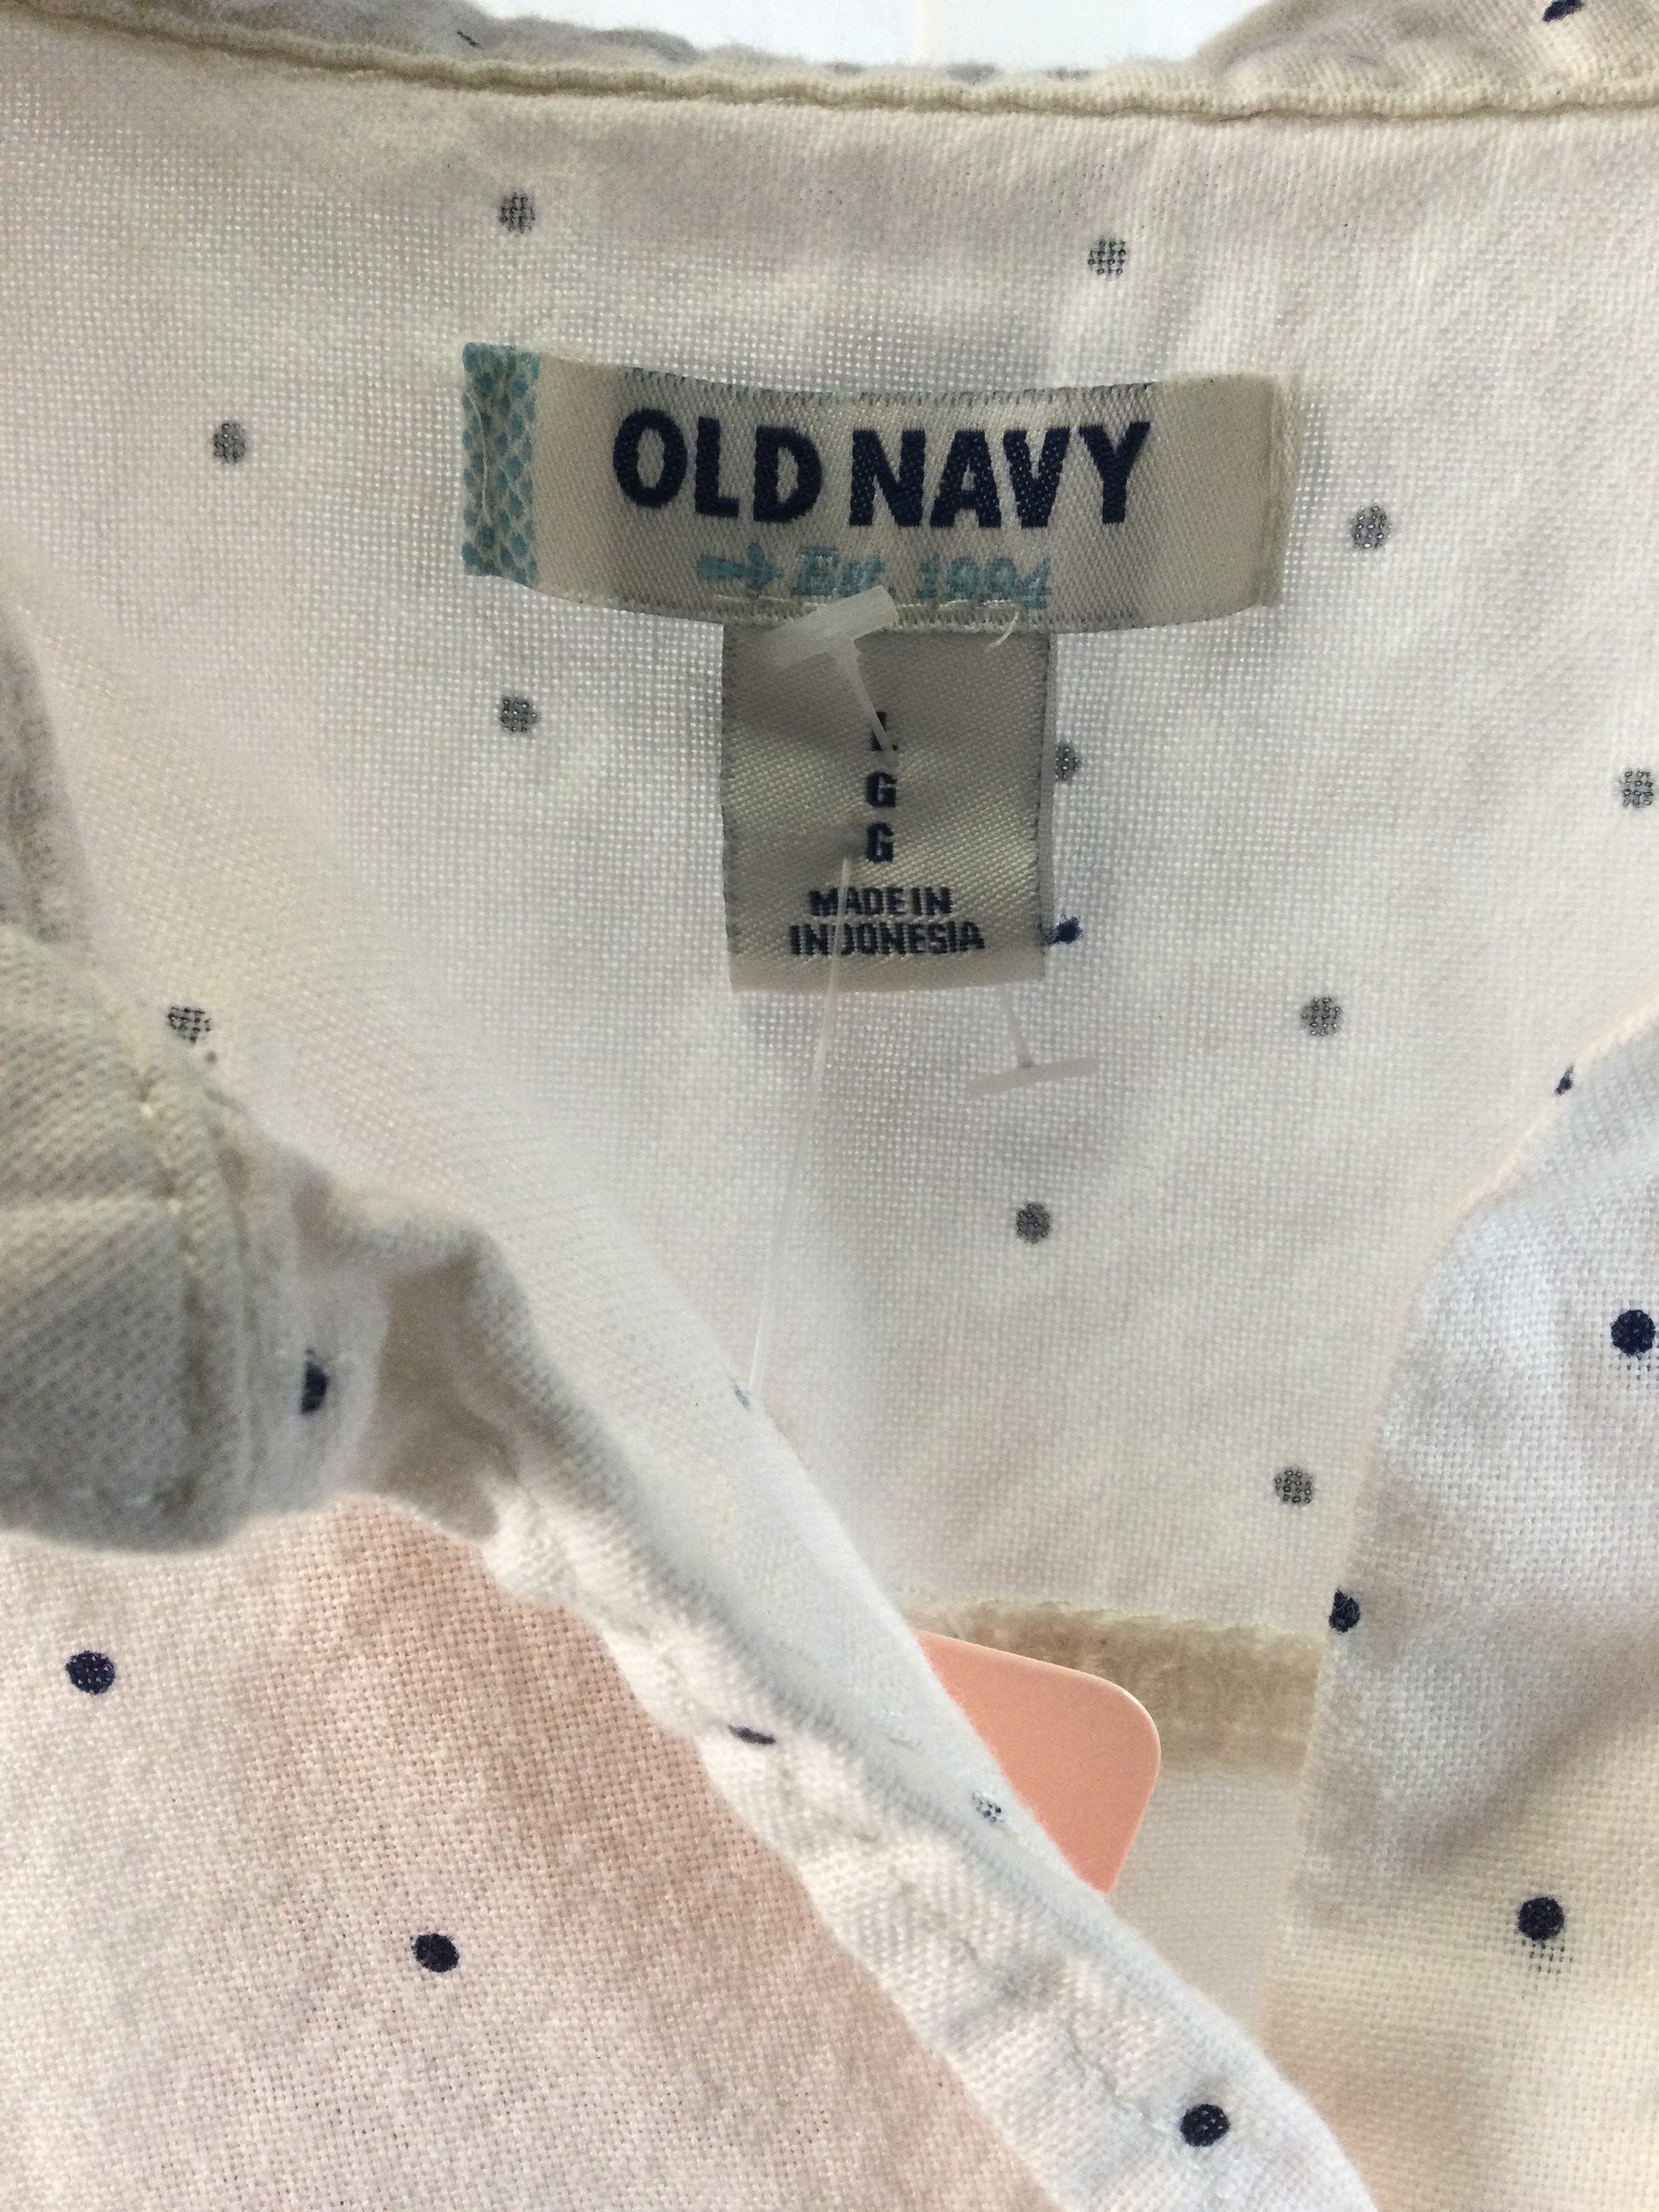 OLD NAVY
Est. 1994
L
G
G
MADE IN
INDONESIA